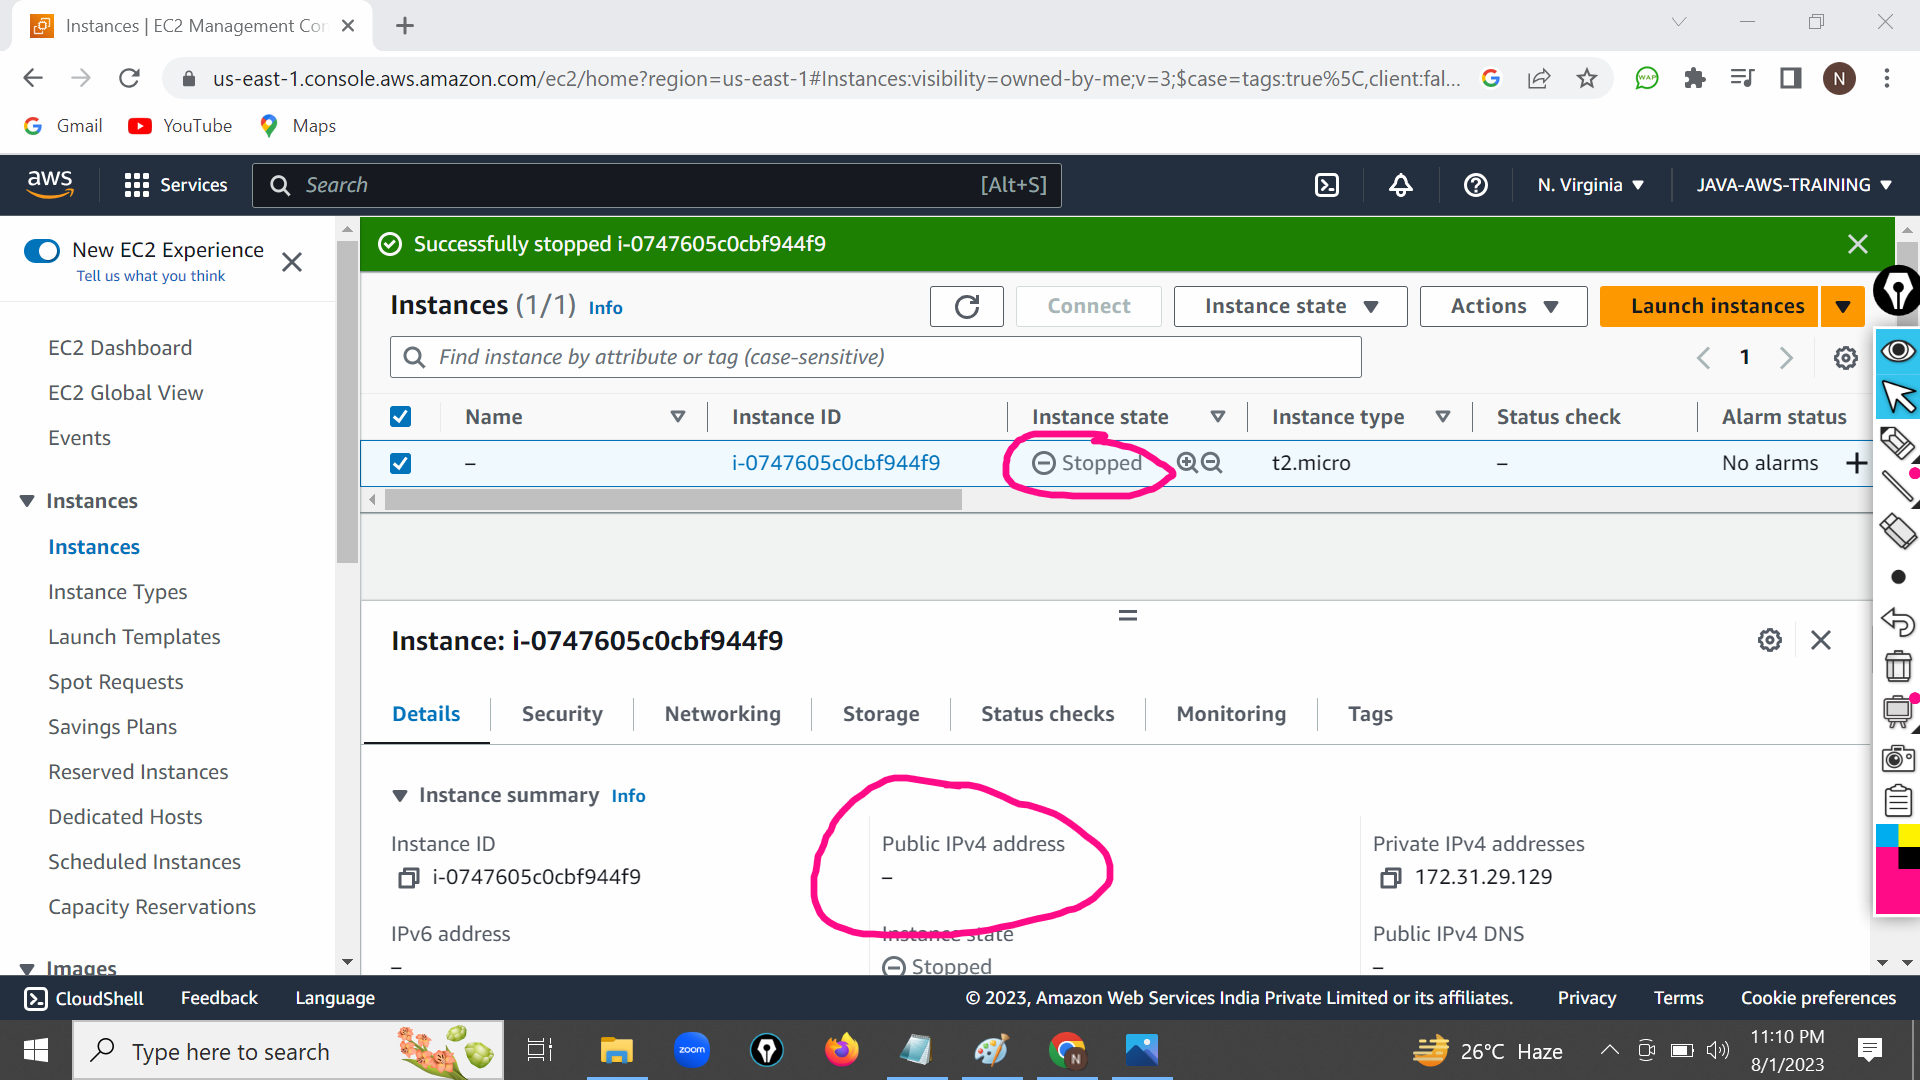 Instances | EC2 Management Con
us-east-1.console.aws.amazon.com/ec2/home?region=us-east-1#Instances:visibility=owned-by-me;v=3;$case=tags:true%5C,client:fal...
WAP
N
Gmail
YouTube
Maps
aws
Services
Search
[Alt+S]
N. Virginia
JAVA-AWS-TRAINING
New EC2 Experience
Tell us what you think
EC2 Dashboard
EC2 Global View
Events
Instances
Instances
Instance Types
Launch Templates
Spot Requests
Savings Plans
Reserved Instances
Dedicated Hosts
Scheduled Instances
Capacity Reservations
Images
Successfully stopped i-0747605c0cbf944f9
Instances (1/1) Info
Connect
Instance state
Actions
Launch instances
Find instance by attribute or tag (case-sensitive)
1
Name Instance ID Instance state Instance type Status check Alarm status
– i-0747605c0cbf944f9 Stopped t2.micro – No alarms +
Instance: i-0747605c0cbf944f9
Details Security Networking Storage Status checks Monitoring Tags
Instance summary Info
Instance ID
i-0747605c0cbf944f9
Public IPv4 address
–
Private IPv4 addresses
172.31.29.129
IPv6 address
–
Instance state
Stopped
Public IPv4 DNS
–
CloudShell Feedback Language
© 2023, Amazon Web Services India Private Limited or its affiliates. Privacy Terms Cookie preferences
Type here to search
zoom
N
26°C Haze
11:10 PM
8/1/2023